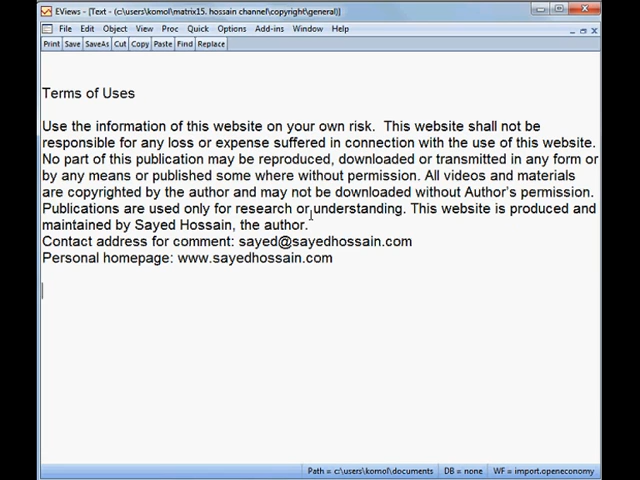 EViews - [Text - (c:\users\komol\matrix15. hossain channel\copyright\general)]
File Edit Object View Proc Quick Options Add-ins Window Help
Print Save SaveAs Cut Copy Paste Find Replace
Terms of Uses
Use the information of this website on your own risk.  This website shall not be
responsible for any loss or expense suffered in connection with the use of this website.
No part of this publication may be reproduced, downloaded or transmitted in any form or
by any means or published some where without permission. All videos and materials
are copyrighted by the author and may not be downloaded without Author's permission.
Publications are used only for research or understanding. This website is produced and
maintained by Sayed Hossain, the author.
Contact address for comment: sayed@sayedhossain.com
Personal homepage: www.sayedhossain.com
Path = c:\users\komol\documents DB = none WF = import.openeconomy